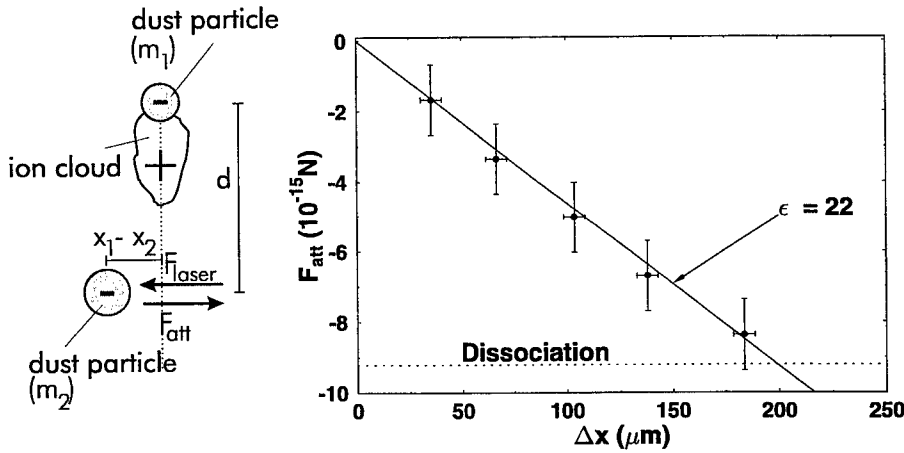 dust particle
(m1)
ion cloud
+
d
x1- x2
Flaser
Fatt
dust particle
(m2)
Fatt (10-15N)
0
-2
-4
-6
-8
-10
ϵ = 22
Dissociation
0
50
100
150
200
250
Δx (μm)